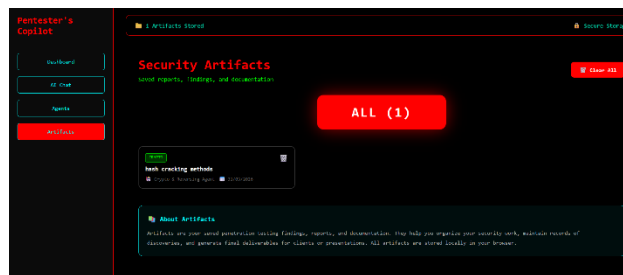 Pentester's
Copilot
Dashboard
AI Chat
Agents
Artifacts
1 Artifacts Stored
Secure Stora
Security Artifacts
Saved reports, findings, and documentation
Clear All
ALL (1)
hash cracking methods
Agent
About Artifacts
Artifacts are your saved penetration testing findings, reports, and documentation. They help you organize your security work, maintain records of
discoveries, and generate final deliverables for clients or presentations. All artifacts are stored locally in your browser.